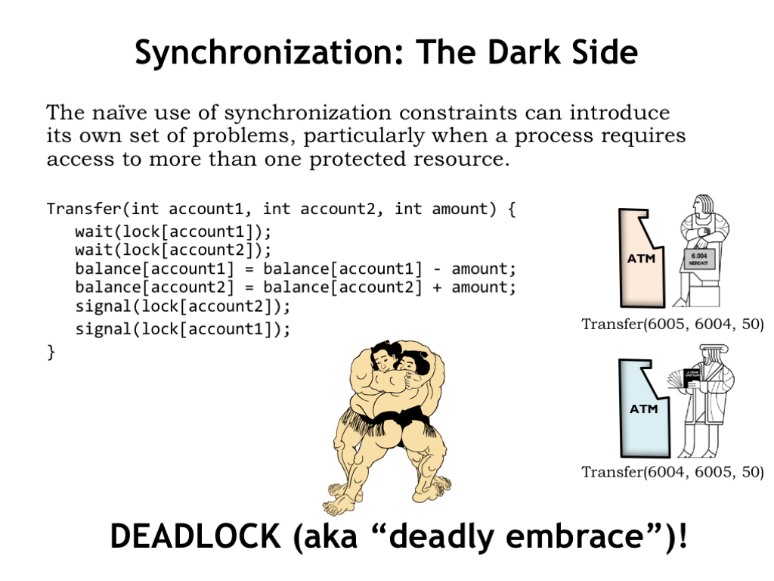 Synchronization: The Dark Side
The naïve use of synchronization constraints can introduce
its own set of problems, particularly when a process requires
access to more than one protected resource.
Transfer(int account1, int account2, int amount) {
wait(lock[account1]);
wait(lock[account2]);
balance[account1] = balance[account1] - amount;
balance[account2] = balance[account2] + amount;
signal(lock[account2]);
signal(lock[account1]);
}
ATM
6.004
Transfer(6005, 6004, 50)
ATM
Transfer(6004, 6005, 50)
DEADLOCK (aka “deadly embrace”)!